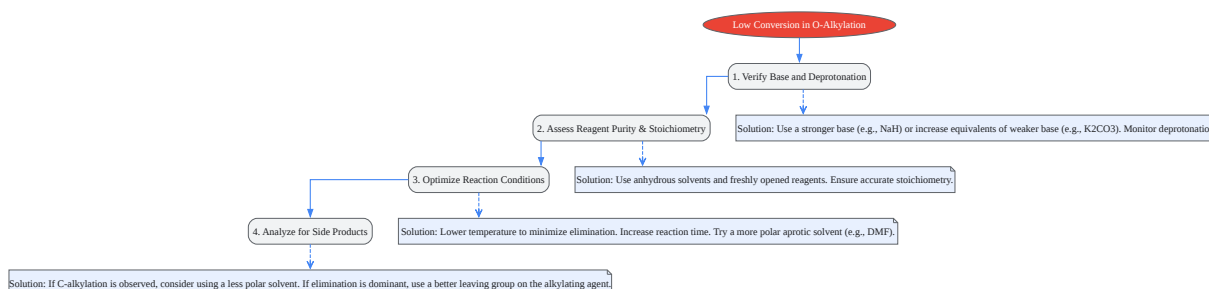 Low Conversion in O-Alkylation
1. Verify Base and Deprotonation
2. Assess Reagent Purity & Stoichiometry
Solution: Use a stronger base (e.g., NaH) or increase equivalents of weaker base (e.g., K2CO3). Monitor deprotonatio
3. Optimize Reaction Conditions
Solution: Use anhydrous solvents and freshly opened reagents. Ensure accurate stoichiometry.
4. Analyze for Side Products
Solution: Lower temperature to minimize elimination. Increase reaction time. Try a more polar aprotic solvent (e.g., DMF).
Solution: If C-alkylation is observed, consider using a less polar solvent. If elimination is dominant, use a better leaving group on the alkylating agent.